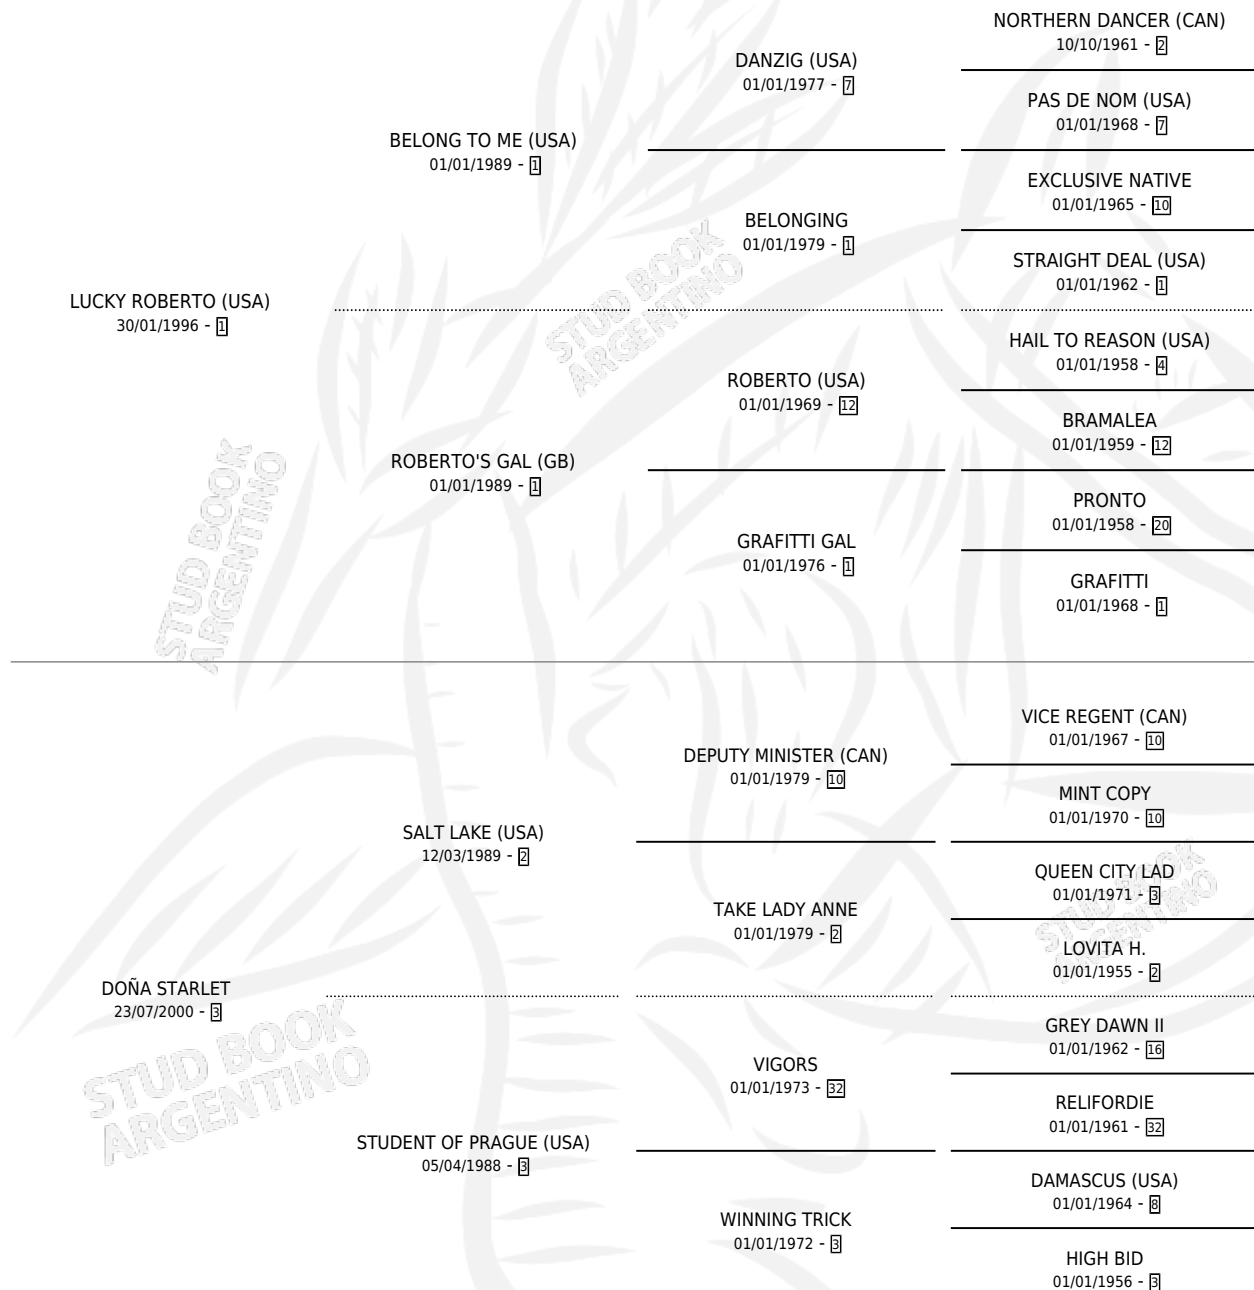 NORTHERN DANCER (CAN)
10/10/1961 - 2
DANZIG (USA)
01/01/1977 - 7
PAS DE NOM (USA)
01/01/1968 - 7
BELONG TO ME (USA)
01/01/1989 - 1
EXCLUSIVE NATIVE
01/01/1965 - 10
BELONGING
01/01/1979 - 1
STRAIGHT DEAL (USA)
01/01/1962 - 1
LUCKY ROBERTO (USA)
30/01/1996 - 1
HAIL TO REASON (USA)
01/01/1958 - 4
ROBERTO (USA)
01/01/1969 - 12
BRAMALEA
01/01/1959 - 12
ROBERTO'S GAL (GB)
01/01/1989 - 1
PRONTO
01/01/1958 - 20
GRAFITTI GAL
01/01/1976 - 1
GRAFITTI
01/01/1968 - 1
VICE REGENT (CAN)
01/01/1967 - 10
DEPUTY MINISTER (CAN)
01/01/1979 - 10
MINT COPY
01/01/1970 - 10
SALT LAKE (USA)
12/03/1989 - 2
QUEEN CITY LAD
01/01/1971 - 3
TAKE LADY ANNE
01/01/1979 - 2
LOVITA H.
01/01/1955 - 2
DOÑA STARLET
23/07/2000 - 3
GREY DAWN II
01/01/1962 - 16
VIGORS
01/01/1973 - 32
RELIFORDIE
01/01/1961 - 32
STUDENT OF PRAGUE (USA)
05/04/1988 - 3
DAMASCUS (USA)
01/01/1964 - 8
WINNING TRICK
01/01/1972 - 3
HIGH BID
01/01/1956 - 3
STUD BOOK
ARGENTINO
STUD BOOK
ARGENTINO
STUD BOOK
ARGENTINO
STUD BOOK
ARGENTINO